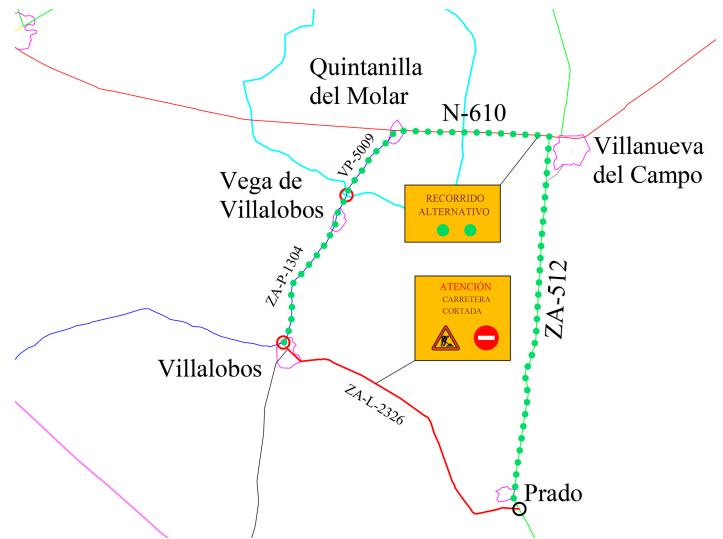 Quintanilla
del Molar
N-610
VP-5009
Villanueva
del Campo
Vega de
Villalobos
RECORRIDO
ALTERNATIVO
ZA-P-1304
ZA-512
ATENCIÓN
CARRETERA
CORTADA
Villalobos
ZA-L-2326
Prado